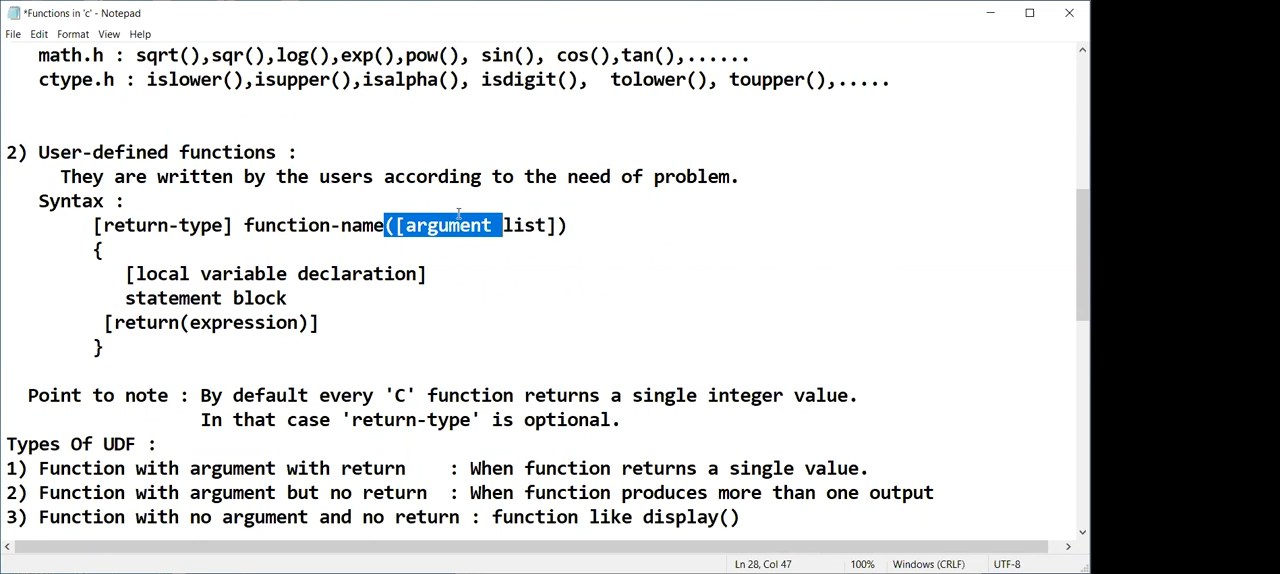 *Functions in 'c' - Notepad
File Edit Format View Help
math.h : sqrt(),sqr(),log(),exp(),pow(), sin(), cos(),tan(),......
ctype.h : islower(),isupper(),isalpha(), isdigit(), tolower(), toupper(),.....
2) User-defined functions :
They are written by the users according to the need of problem.
Syntax :
[return-type] function-name([argument list])
{
[local variable declaration]
statement block
[return(expression)]
}
Point to note : By default every 'C' function returns a single integer value.
In that case 'return-type' is optional.
Types Of UDF :
1) Function with argument with return : When function returns a single value.
2) Function with argument but no return : When function produces more than one output
3) Function with no argument and no return : function like display()
Ln 28, Col 47 100% Windows (CRLF) UTF-8